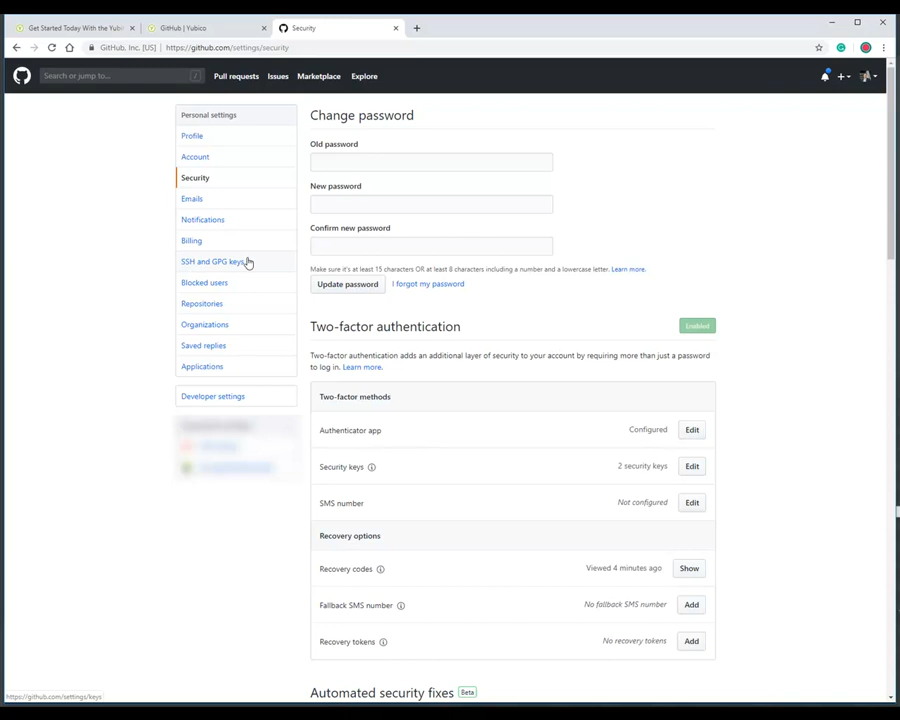 Get Started Today With the Yubi
GitHub | Yubico
Security
GitHub, Inc. [US] | https://github.com/settings/security
Search or jump to...
/
Pull requests
Issues
Marketplace
Explore
Personal settings
Profile
Account
Security
Emails
Notifications
Billing
SSH and GPG keys
Blocked users
Repositories
Organizations
Saved replies
Applications
Developer settings
Change password
Old password
New password
Confirm new password
Make sure it's at least 15 characters OR at least 8 characters including a number and a lowercase letter. Learn more.
Update password
I forgot my password
Two-factor authentication
Enabled
Two-factor authentication adds an additional layer of security to your account by requiring more than just a password
to log in. Learn more.
Two-factor methods
Authenticator app
Configured
Edit
Security keys
2 security keys
Edit
SMS number
Not configured
Edit
Recovery options
Recovery codes
Viewed 4 minutes ago
Show
Fallback SMS number
No fallback SMS number
Add
Recovery tokens
No recovery tokens
Add
Automated security fixes
Beta
https://github.com/settings/keys